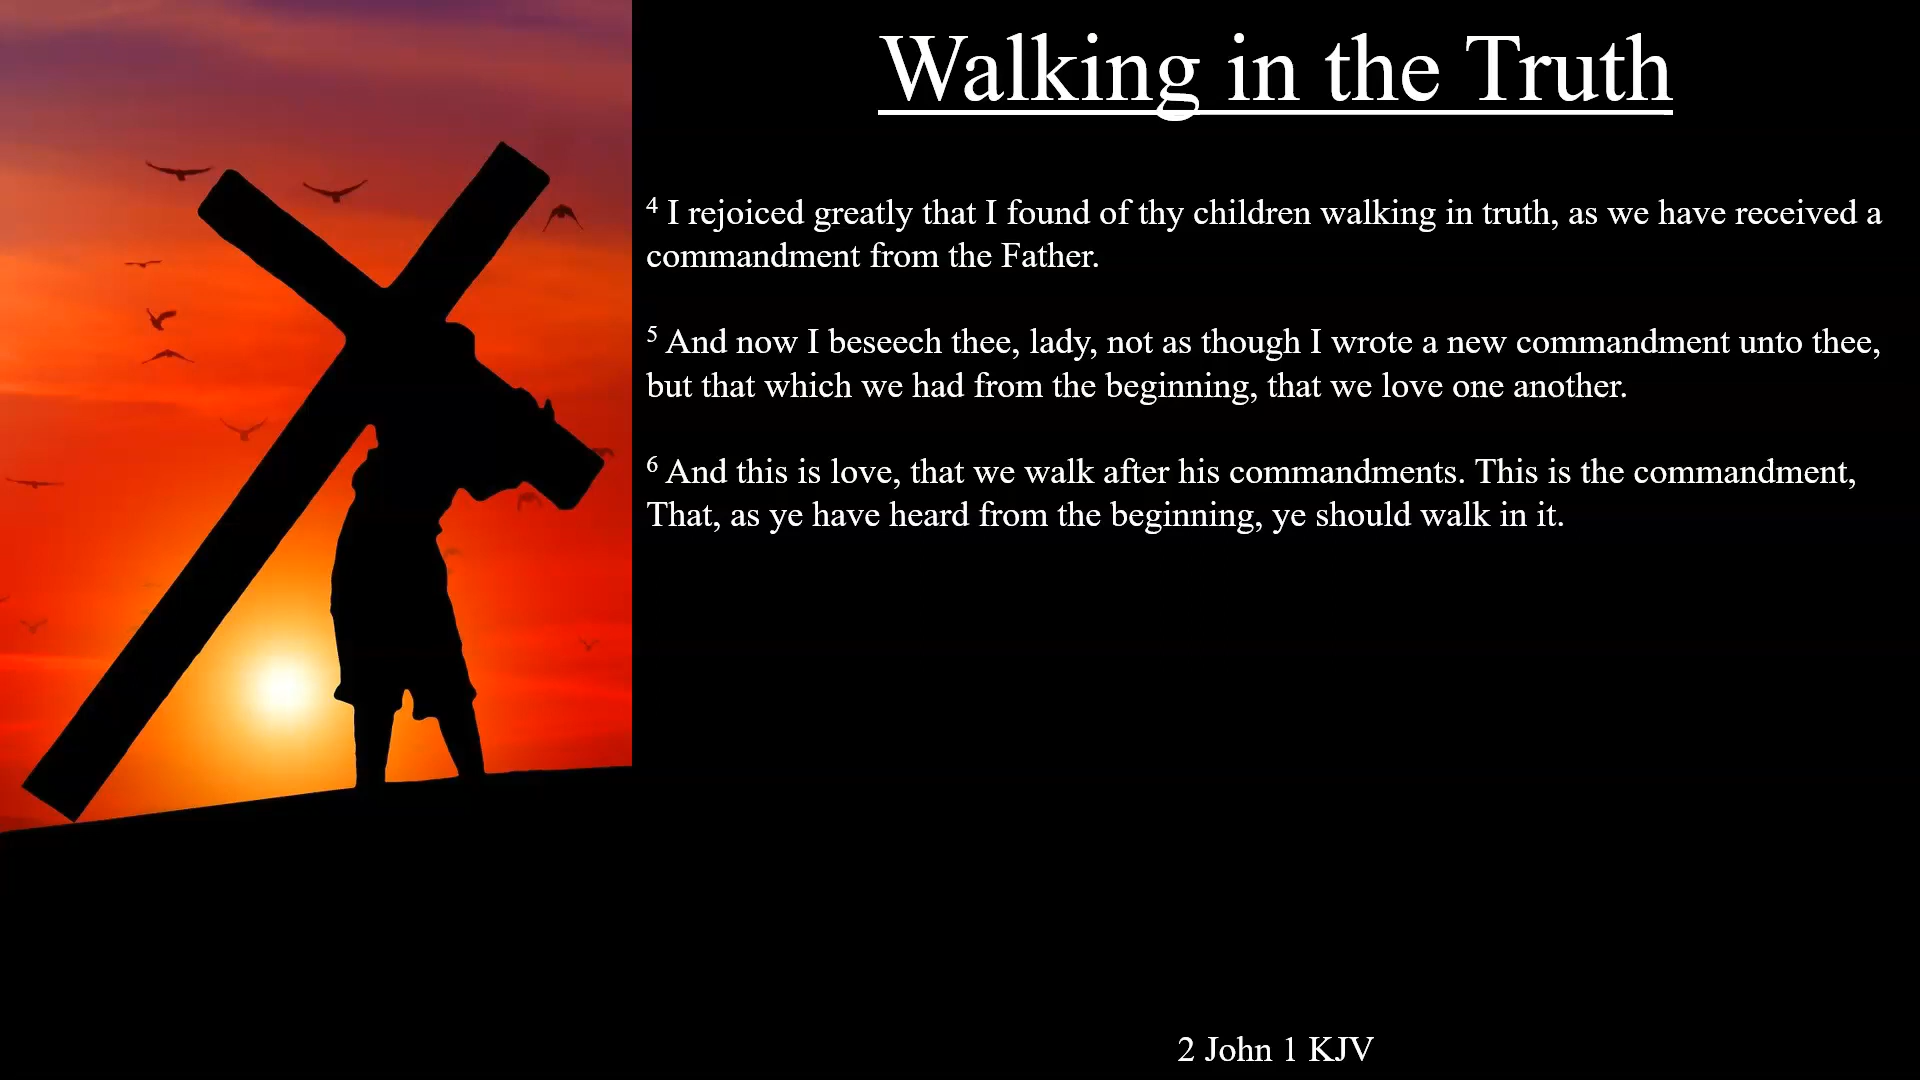 Walking in the Truth
4 I rejoiced greatly that I found of thy children walking in truth, as we have received a
commandment from the Father.
5 And now I beseech thee, lady, not as though I wrote a new commandment unto thee,
but that which we had from the beginning, that we love one another.
6 And this is love, that we walk after his commandments. This is the commandment,
That, as ye have heard from the beginning, ye should walk in it.
2 John 1 KJV